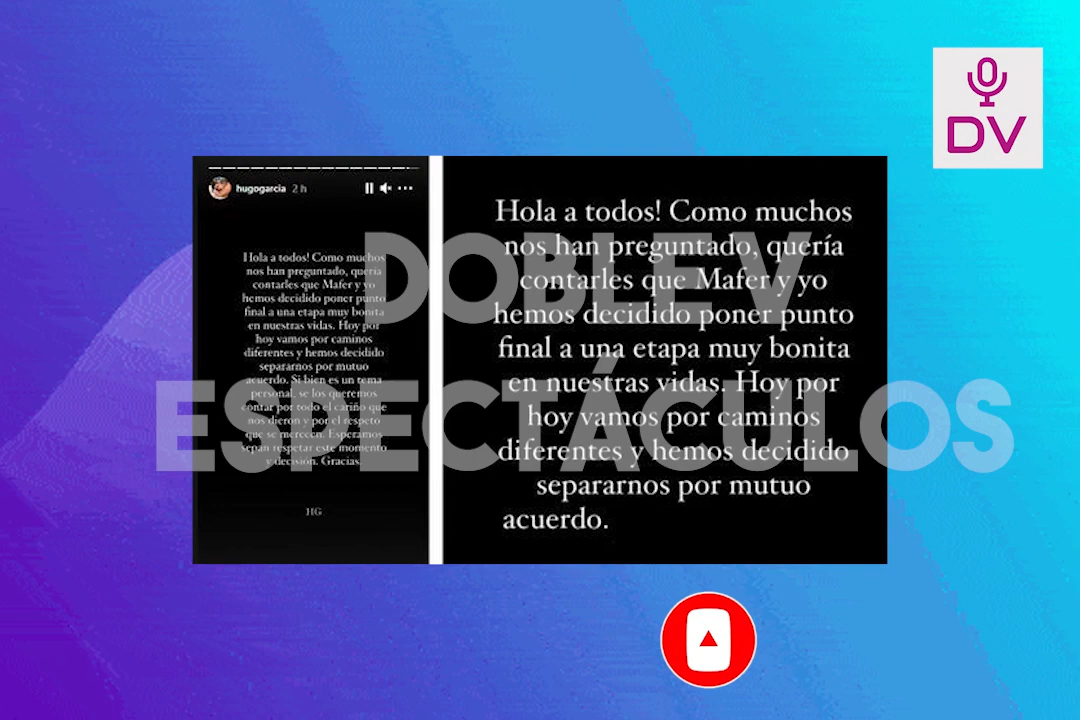 DV
hugogarcia 2 h
Hola a todos! Como muchos
nos han preguntado, quería
contarles que Mafer y yo
hemos decidido poner punto
final a una etapa muy bonita
en nuestras vidas. Hoy por
hoy vamos por caminos
diferentes y hemos decidido
separarnos por mutuo
acuerdo. Si bien es un tema
personal, se los queremos
contar por todo el cariño que
nos dieron y por el respeto
que se merecen. Esperamos
sepan respetar este momento
y decisión. Gracias.
HG
Hola a todos! Como muchos
nos han preguntado, quería
contarles que Mafer y yo
hemos decidido poner punto
final a una etapa muy bonita
en nuestras vidas. Hoy por
hoy vamos por caminos
diferentes y hemos decidido
separarnos por mutuo
acuerdo.
DOBLE V
ESPECTÁCULOS